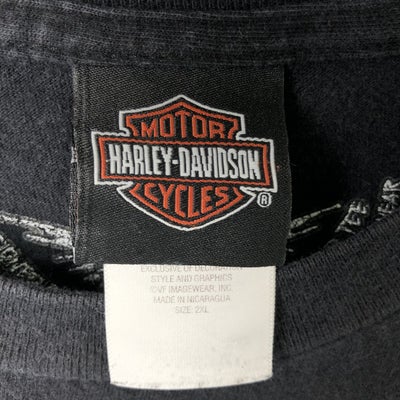 MOTOR
HARLEY-DAVIDSON
CYCLES ®
EXCLUSIVE OF DECORATION
STYLE AND GRAPHICS
©VF IMAGEWEAR, INC.
MADE IN NICARAGUA
SIZE: 2XL